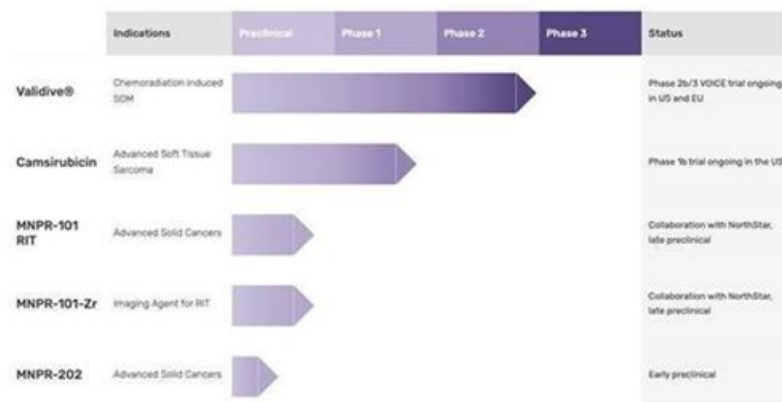 Indications Preclinical Phase 1 Phase 2 Phase 3 Status
Validive®
Chemoradiation Induced
SOM
Phase 2b/3 VOICE trial ongoing
in US and EU
Camsirubicin
Advanced Soft Tissue
Sarcoma
Phase 1b trial ongoing in the US
MNPR-101
RIT
Advanced Solid Cancers
Collaboration with NorthStar,
late preclinical
MNPR-101-Zr
Imaging Agent for RIT
Collaboration with NorthStar,
late preclinical
MNPR-202
Advanced Solid Cancers
Early preclinical